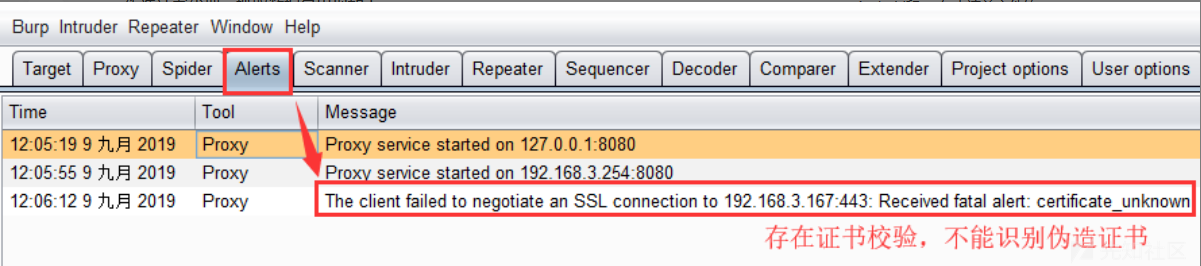 Burp Intruder Repeater Window Help
Target Proxy Spider Alerts Scanner Intruder Repeater Sequencer Decoder Comparer Extender Project options User options
Time Tool Message
12:05:19 9 九月 2019 Proxy Proxy service started on 127.0.0.1:8080
12:05:55 9 九月 2019 Proxy Proxy service started on 192.168.3.254:8080
12:06:12 9 九月 2019 Proxy The client failed to negotiate an SSL connection to 192.168.3.167:443: Received fatal alert: certificate_unknown
存在证书校验，不能识别伪造证书